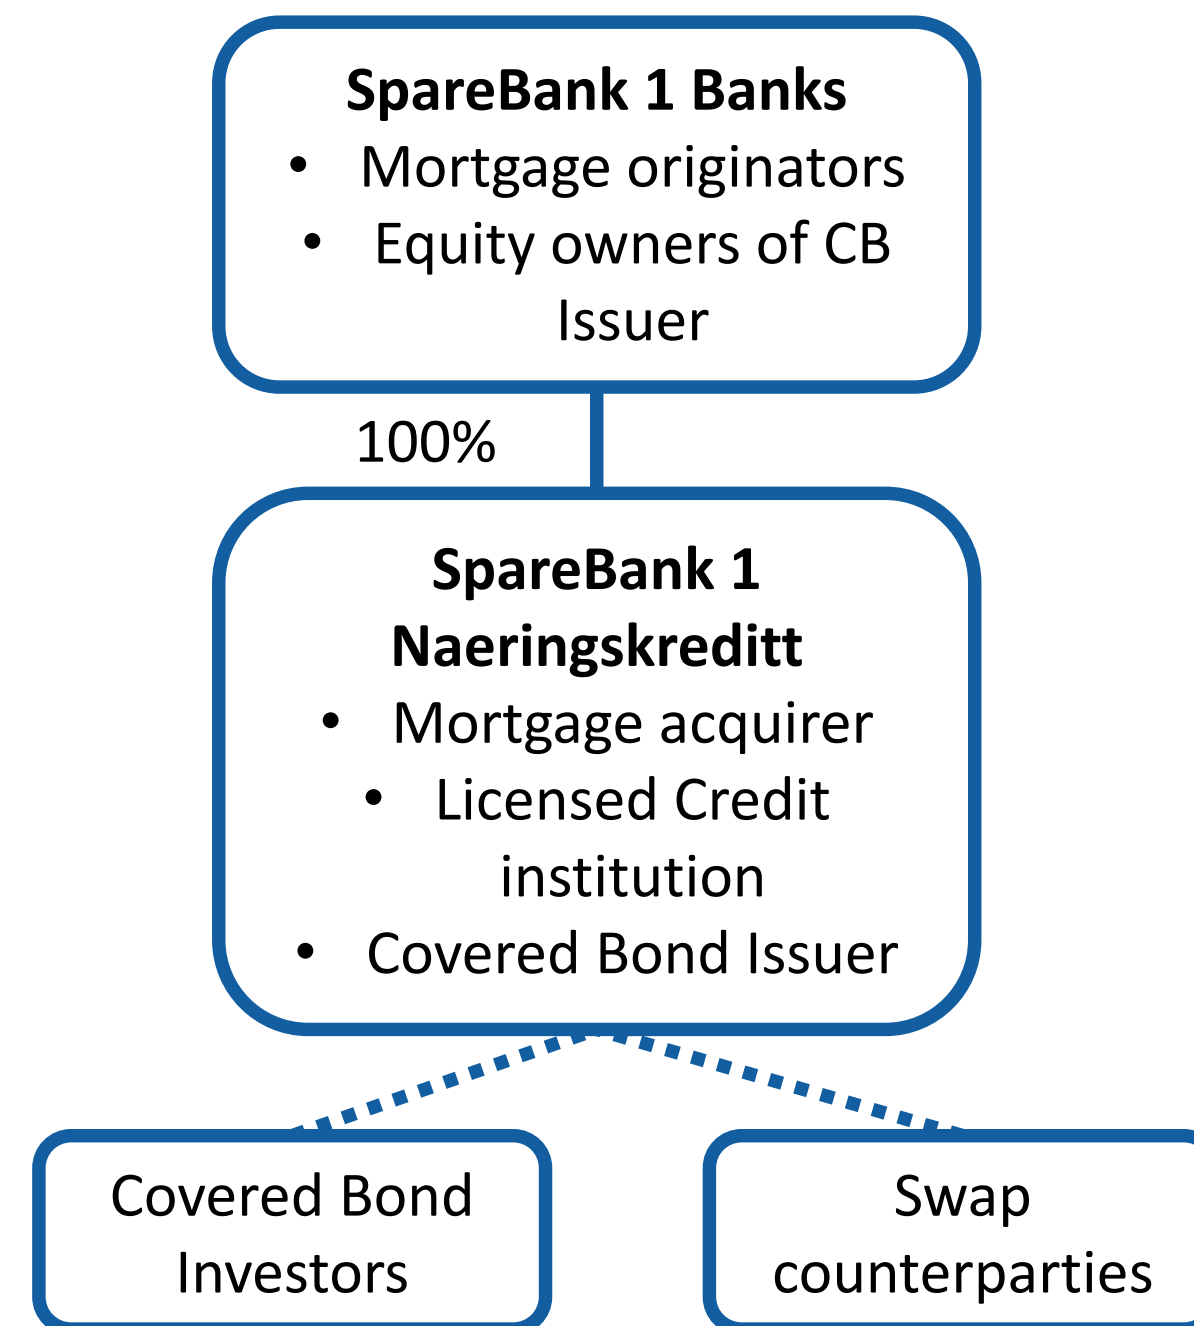 SpareBank 1 Banks
• Mortgage originators
• Equity owners of CB
Issuer
100%
SpareBank 1
Naeringskreditt
• Mortgage acquirer
• Licensed Credit
institution
• Covered Bond Issuer
Covered Bond
Investors
Swap
counterparties